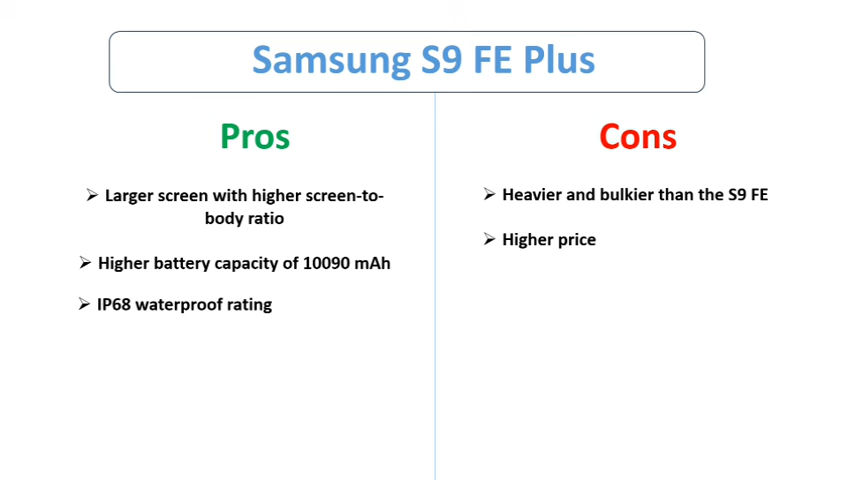 Samsung S9 FE Plus
Pros
➢ Larger screen with higher screen-to-
body ratio
➢ Higher battery capacity of 10090 mAh
➢ IP68 waterproof rating
Cons
➢ Heavier and bulkier than the S9 FE
➢ Higher price